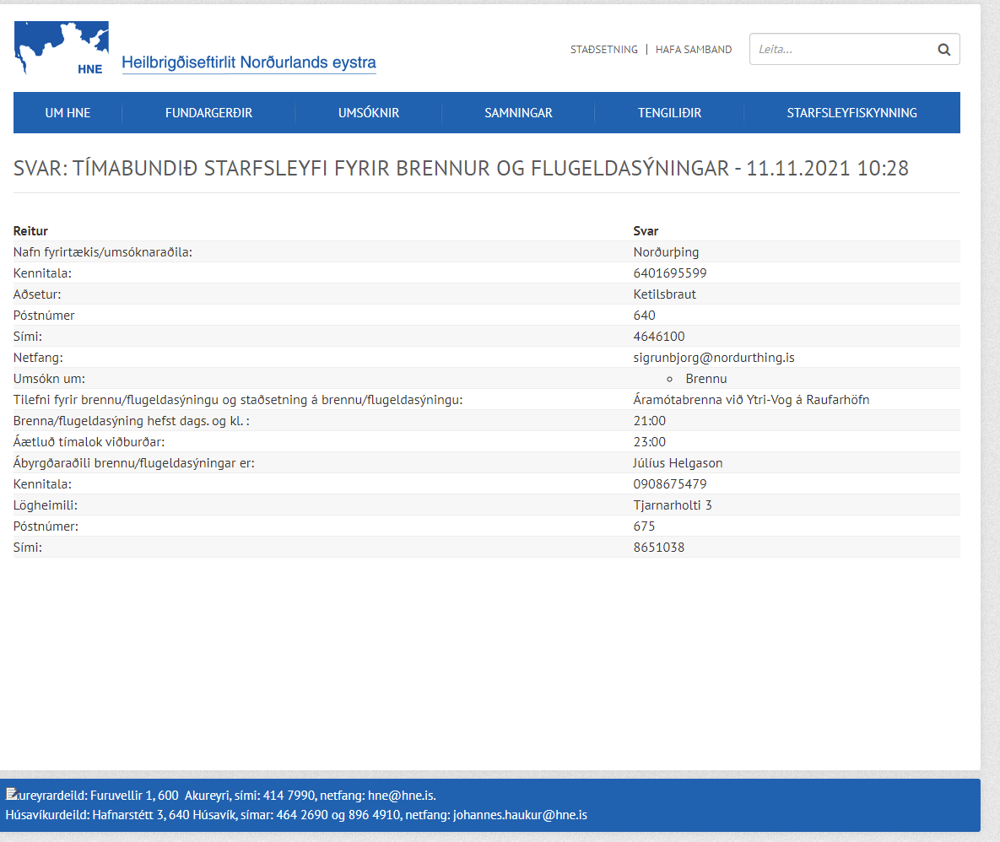 HNE
Heilbrigðiseftirlit Norðurlands eystra
STAÐSETNING | HAFA SAMBAND
Leita...
UM HNE FUNDARGERÐIR UMSÓKNIR SAMNINGAR TENGILIÐIR STARFSLEYFISKYNNING
SVAR: TÍMABUNDIÐ STARFSLEYFI FYRIR BRENNUR OG FLUGELDASÝNINGAR - 11.11.2021 10:28
Reitur Svar
Nafn fyrirtækis/umsóknaraðila: Norðurþing
Kennitala: 6401695599
Aðsetur: Ketilsbraut
Póstnúmer 640
Sími: 4646100
Netfang: sigrunbjorg@nordurthing.is
Umsókn um: Brennu
Tilefni fyrir brennu/flugeldasýningu og staðsetning á brennu/flugeldasýningu: Áramótabrenna við Ytri-Vog á Raufarhöfn
Brenna/flugeldasýning hefst dags. og kl. : 21:00
Áætluð tímalok viðburðar: 23:00
Ábyrgðaraðili brennu/flugeldasýningar er: Júlíus Helgason
Kennitala: 0908675479
Lögheimili: Tjarnarholti 3
Póstnúmer: 675
Sími: 8651038
ureyrardeild: Furuvellir 1, 600 Akureyri, sími: 414 7990, netfang: hne@hne.is.
Húsavíkurdeild: Hafnarstétt 3, 640 Húsavík, símar: 464 2690 og 896 4910, netfang: johannes.haukur@hne.is